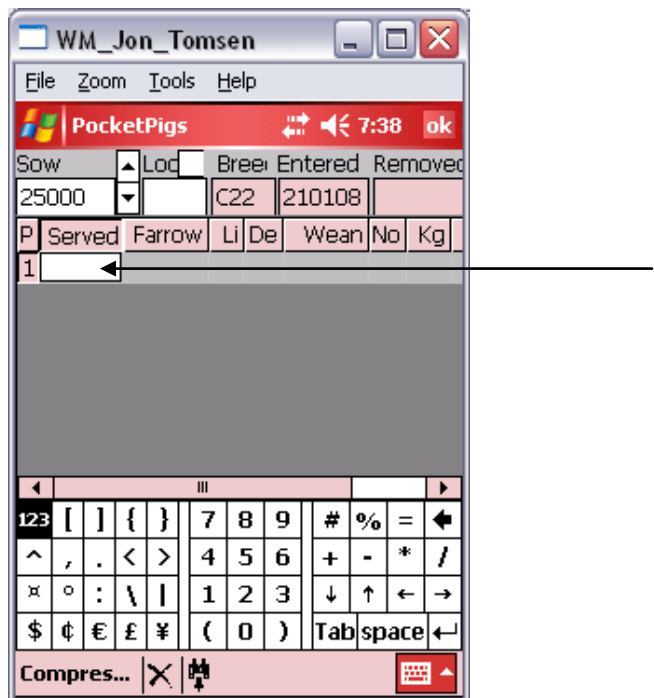 WM_Jon_Tomsen
File Zoom Tools Help
PocketPigs 7:38 ok
Sow Loc Breed Entered Removed
25000 C22 210108
P Served Farrow Li De Wean No Kg
1
123 [ ] { } 7 8 9 # % =
^ , . < > 4 5 6 + - * /
¤ º : \ | 1 2 3 ↓ ↑ ← →
$ ¢ € £ ¥ ( 0 ) Tab space ↵
Compres...